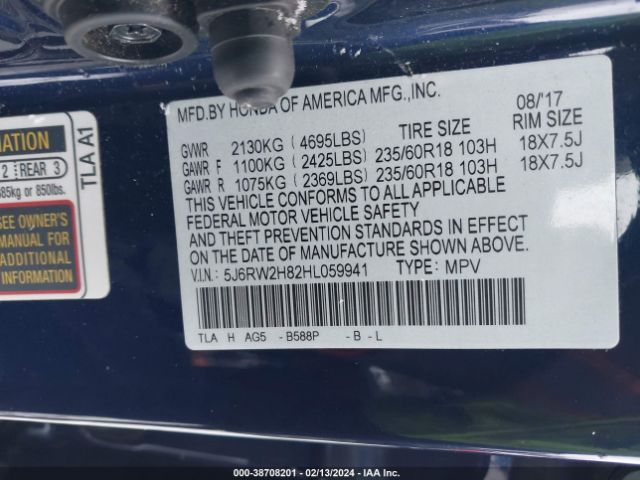 MFD.BY HONDA OF AMERICA MFG.,INC. 08/'17
TIRE SIZE RIM SIZE
GVWR 2130KG (4695LBS)
GAWR F 1100KG (2425LBS) 235/60R18 103H 18X7.5J
GAWR R 1075KG (2369LBS) 235/60R18 103H 18X7.5J
THIS VEHICLE CONFORMS TO ALL APPLICABLE
FEDERAL MOTOR VEHICLE SAFETY
AND THEFT PREVENTION STANDARDS IN EFFECT
ON THE DATE OF MANUFACTURE SHOWN ABOVE.
V.I.N.: 5J6RW2H82HL059941 TYPE: MPV
TLA H AG5 - B588P - B - L
MATION
2 REAR 3
385kg or 850lbs.
SEE OWNER'S
MANUAL FOR
ADDITIONAL
INFORMATION
TLA A1
000-38708201 - 02/13/2024 - IAAI.COM